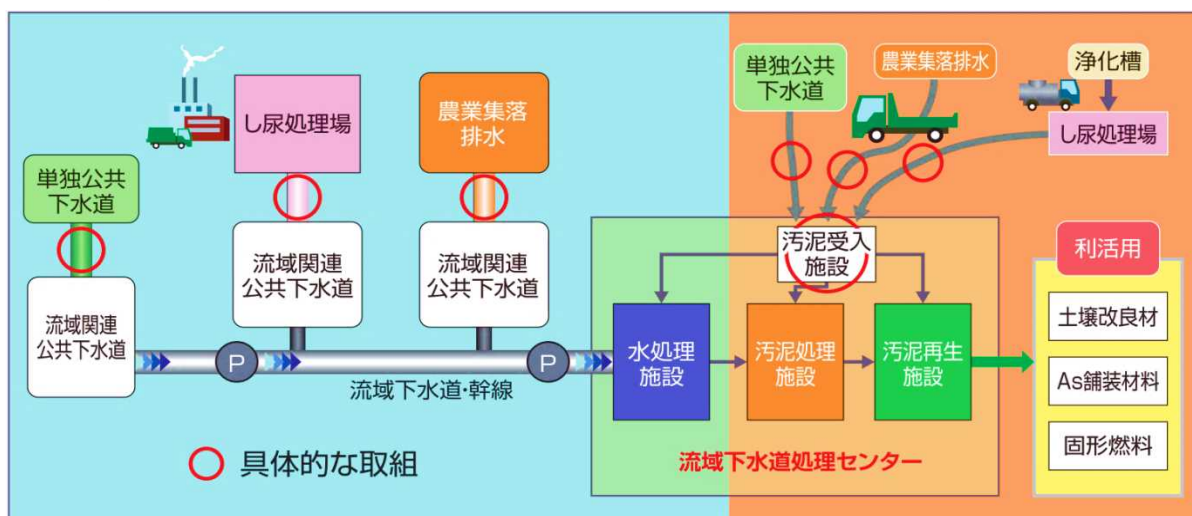 単独公共
下水道
流域関連
公共下水道
し尿処理場
流域関連
公共下水道
農業集落
排水
流域関連
公共下水道
P
P
流域下水道・幹線
具体的な取組
単独公共
下水道
農業集落排水
浄化槽
し尿処理場
汚泥受入
施設
水処理
施設
汚泥処理
施設
汚泥再生
施設
流域下水道処理センター
利活用
土壌改良材
As舗装材料
固形燃料